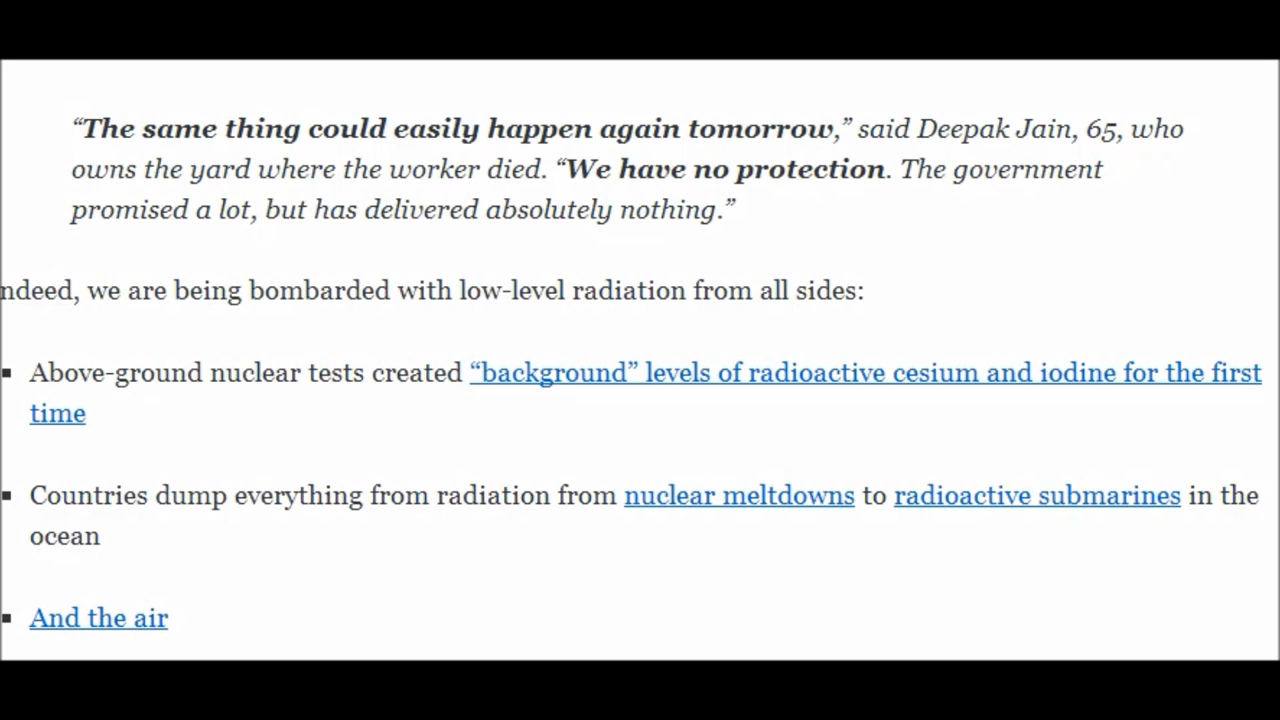 “The same thing could easily happen again tomorrow,” said Deepak Jain, 65, who
owns the yard where the worker died. “We have no protection. The government
promised a lot, but has delivered absolutely nothing.”
ndeed, we are being bombarded with low-level radiation from all sides:
▪ Above-ground nuclear tests created “background” levels of radioactive cesium and iodine for the first
time
▪ Countries dump everything from radiation from nuclear meltdowns to radioactive submarines in the
ocean
▪ And the air